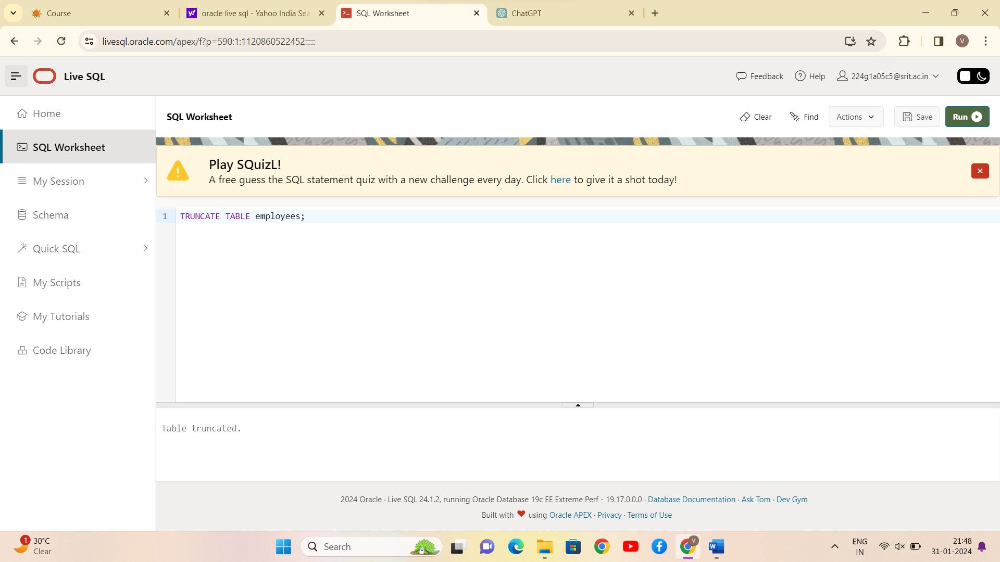 Course
oracle live sql - Yahoo India Sea
SQL Worksheet
ChatGPT
livesql.oracle.com/apex/f?p=590:1:1120860522452:::::
V
Live SQL
Feedback
Help
224g1a05c5@srit.ac.in
Home
SQL Worksheet
My Session
Schema
Quick SQL
My Scripts
My Tutorials
Code Library
SQL Worksheet
Clear
Find
Actions
Save
Run
Play SQuizL!
A free guess the SQL statement quiz with a new challenge every day. Click here to give it a shot today!
1 TRUNCATE TABLE employees;
Table truncated.
2024 Oracle · Live SQL 24.1.2, running Oracle Database 19c EE Extreme Perf - 19.17.0.0.0 · Database Documentation · Ask Tom · Dev Gym
Built with ❤ using Oracle APEX · Privacy · Terms of Use
1
30°C
Clear
Search
V
W
ENG
IN
21:48
31-01-2024